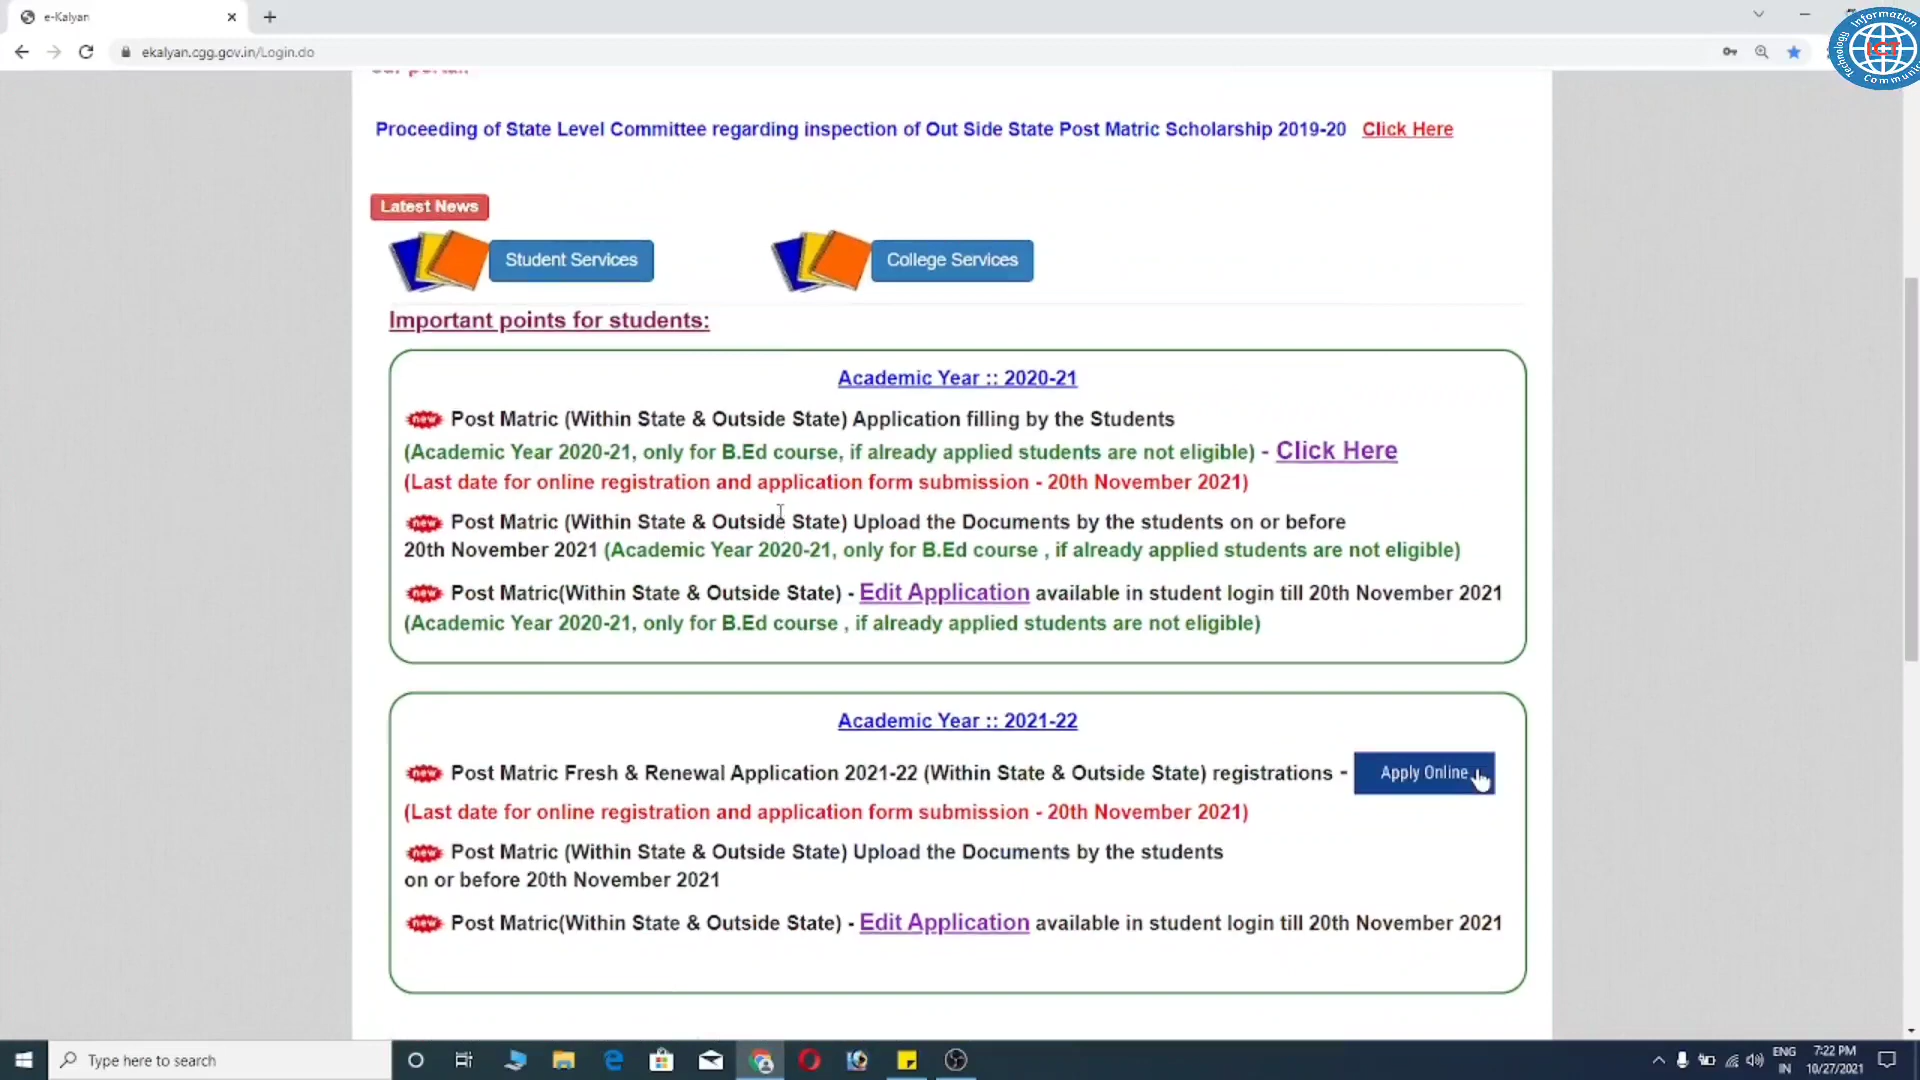 e-Kalyan
ekalyan.cgg.gov.in/Login.do
Information
Technology
ICT
Proceeding of State Level Committee regarding inspection of Out Side State Post Matric Scholarship 2019-20 Click Here
Latest News
Student Services
College Services
Important points for students:
Academic Year :: 2020-21
new Post Matric (Within State & Outside State) Application filling by the Students
(Academic Year 2020-21, only for B.Ed course, if already applied students are not eligible) - Click Here
(Last date for online registration and application form submission - 20th November 2021)
new Post Matric (Within State & Outside State) Upload the Documents by the students on or before
20th November 2021 (Academic Year 2020-21, only for B.Ed course , if already applied students are not eligible)
new Post Matric(Within State & Outside State) - Edit Application available in student login till 20th November 2021
(Academic Year 2020-21, only for B.Ed course , if already applied students are not eligible)
Academic Year :: 2021-22
new Post Matric Fresh & Renewal Application 2021-22 (Within State & Outside State) registrations - Apply Online
(Last date for online registration and application form submission - 20th November 2021)
new Post Matric (Within State & Outside State) Upload the Documents by the students
on or before 20th November 2021
new Post Matric(Within State & Outside State) - Edit Application available in student login till 20th November 2021
Type here to search
ENG
IN
7:22 PM
10/27/2021